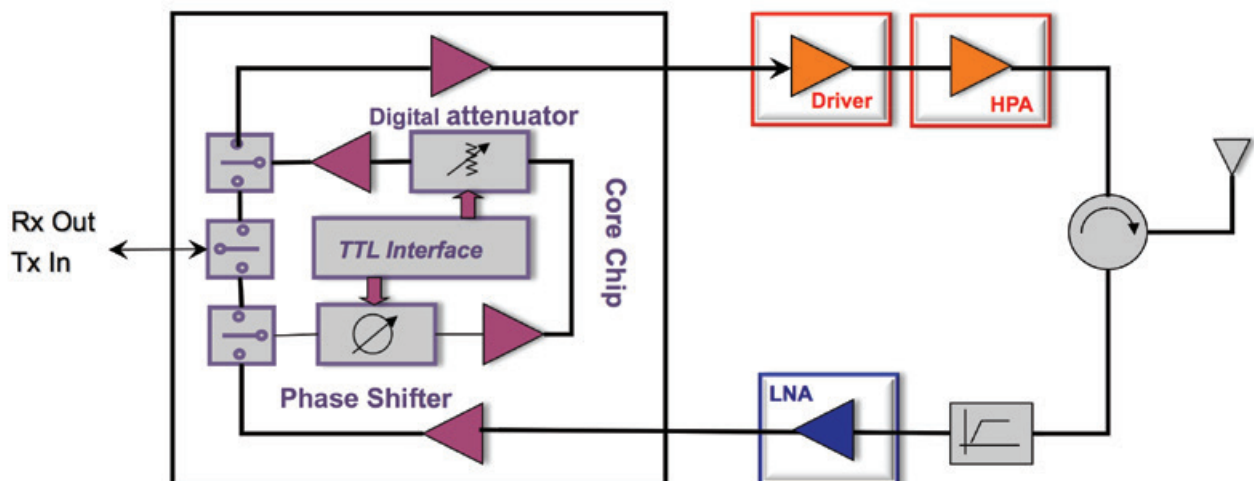 Driver
HPA
Digital attenuator
Core Chip
Rx Out
Tx In
TTL Interface
Phase Shifter
LNA